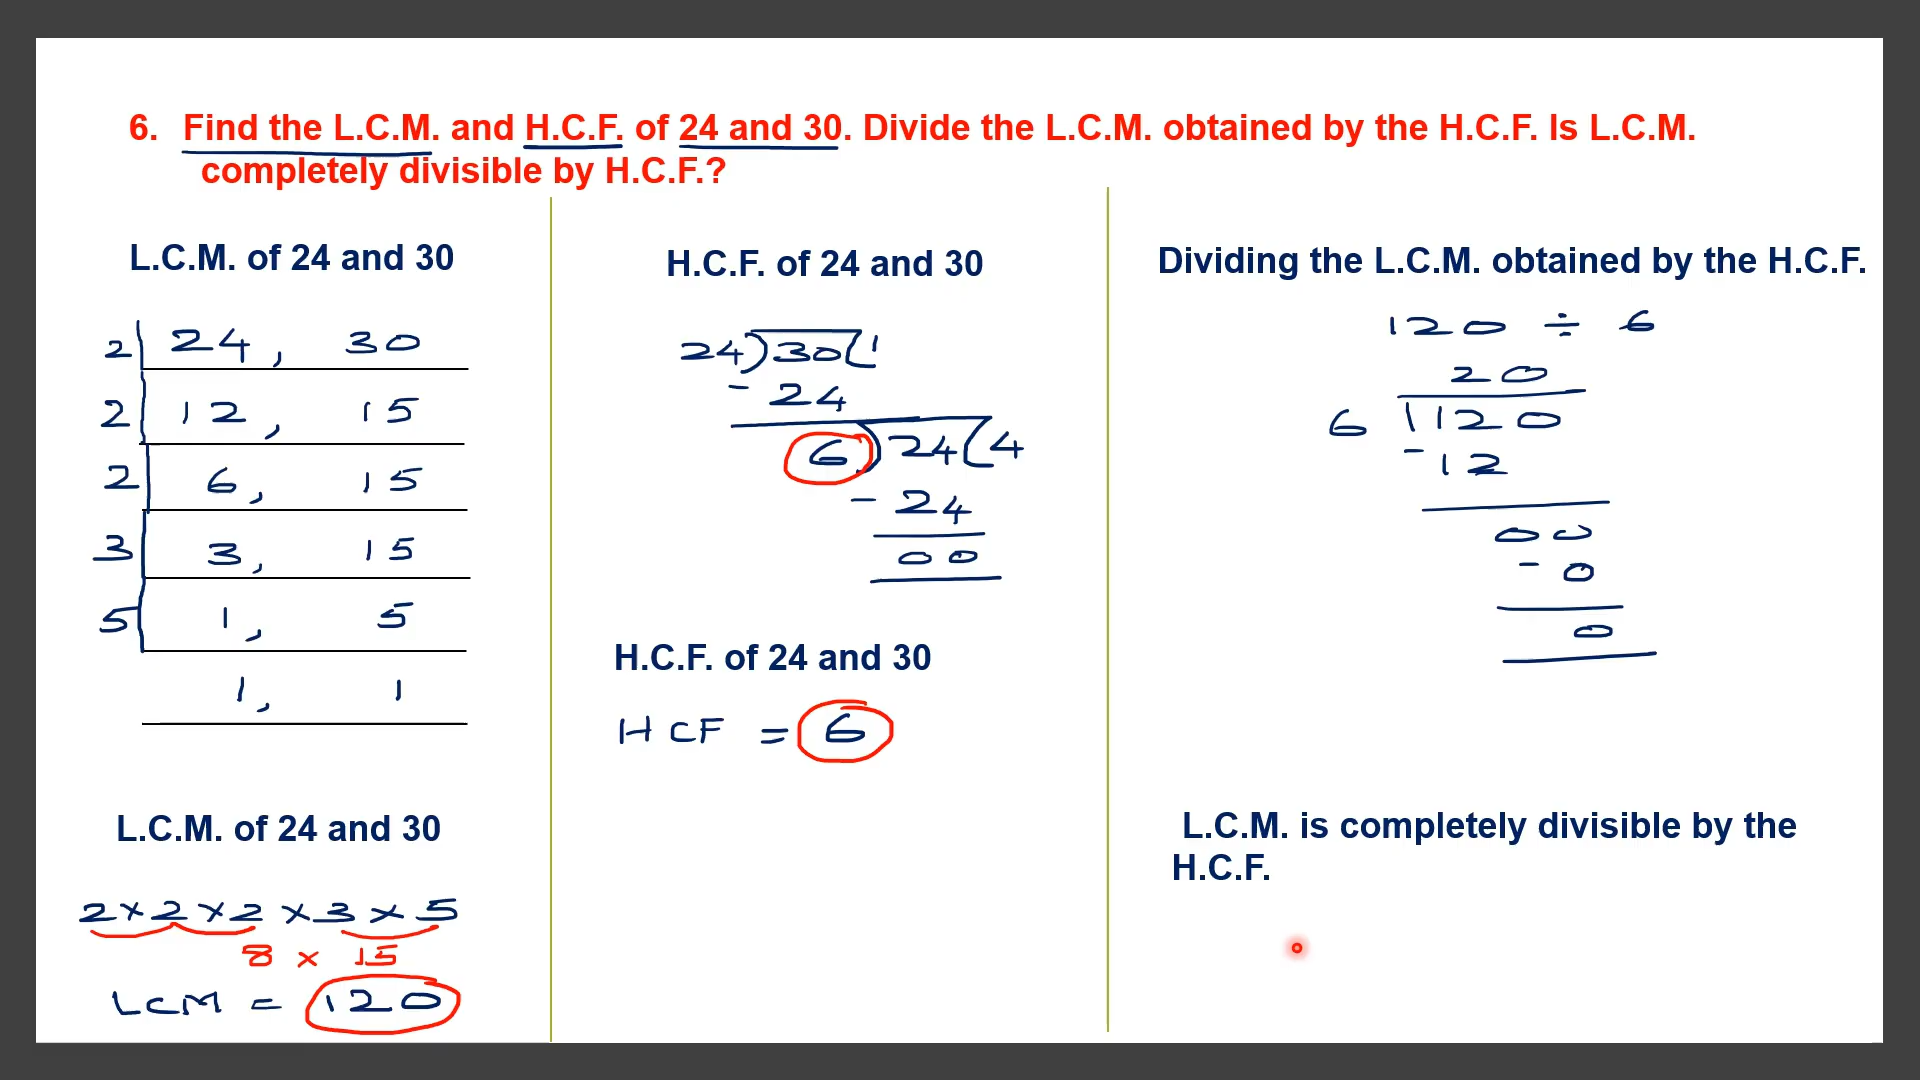 6. Find the L.C.M. and H.C.F. of 24 and 30. Divide the L.C.M. obtained by the H.C.F. Is L.C.M.
completely divisible by H.C.F.?
L.C.M. of 24 and 30
2 24, 30
2 12, 15
2 6, 15
3 3, 15
5 1, 5
1, 1
L.C.M. of 24 and 30
2 × 2 × 2 × 3 × 5
8 × 15
LCM = 120
H.C.F. of 24 and 30
24) 30 ( 1
- 24
6) 24 ( 4
- 24
00
H.C.F. of 24 and 30
HCF = 6
Dividing the L.C.M. obtained by the H.C.F.
120 ÷ 6
20
6 | 120
- 12
00
- 0
0
L.C.M. is completely divisible by the
H.C.F.